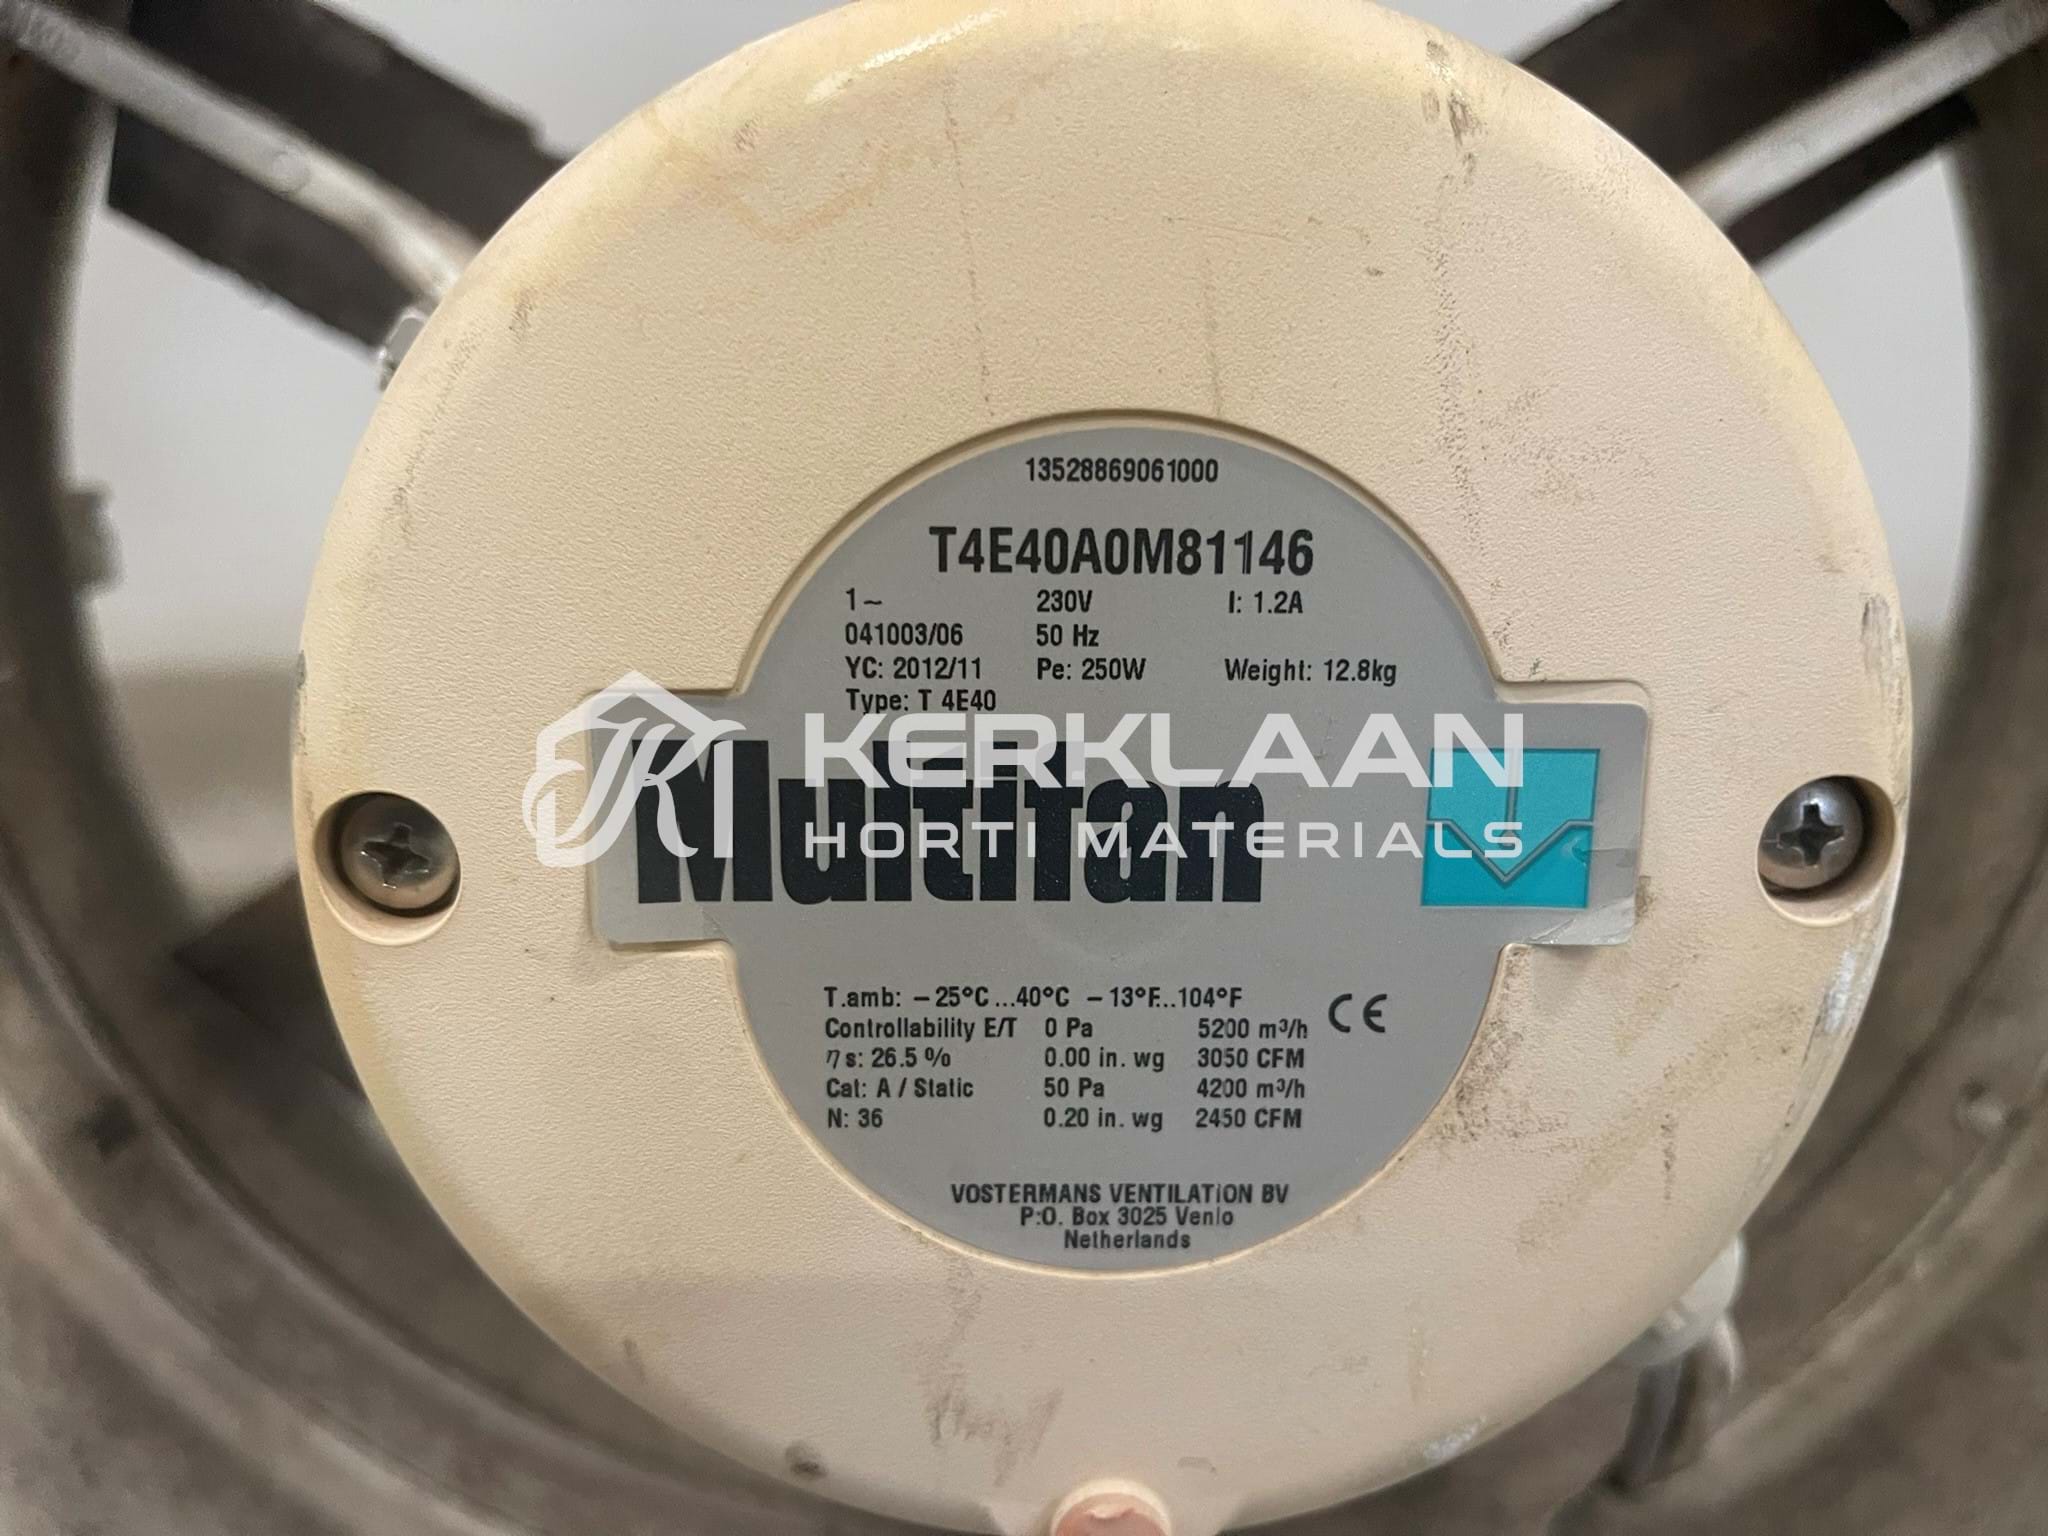 13528869061000
T4E40A0M81146
1~ 230V I: 1.2A
041003/06 50 Hz
YC: 2012/11 Pe: 250W Weight: 12.8kg
Type: T 4E40
KERKLAAN
Multifan
HORTI MATERIALS
T.amb: -25°C...40°C -13°F...104°F
CE
Controllability E/T 0 Pa 5200 m³/h
ηs: 26.5 % 0.00 in. wg 3050 CFM
Cat: A / Static 50 Pa 4200 m³/h
N: 36 0.20 in. wg 2450 CFM
VOSTERMANS VENTILATION BV
P.O. Box 3025 Venlo
Netherlands